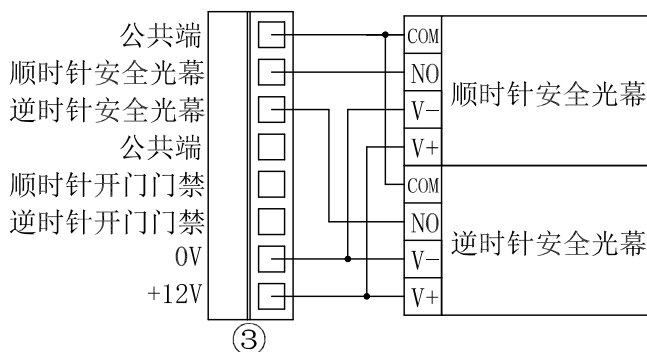 公共端
顺时针安全光幕
逆时针安全光幕
公共端
顺时针开门门禁
逆时针开门门禁
0V
+12V
③
COM
NO
V-
V+
顺时针安全光幕
COM
NO
V-
V+
逆时针安全光幕